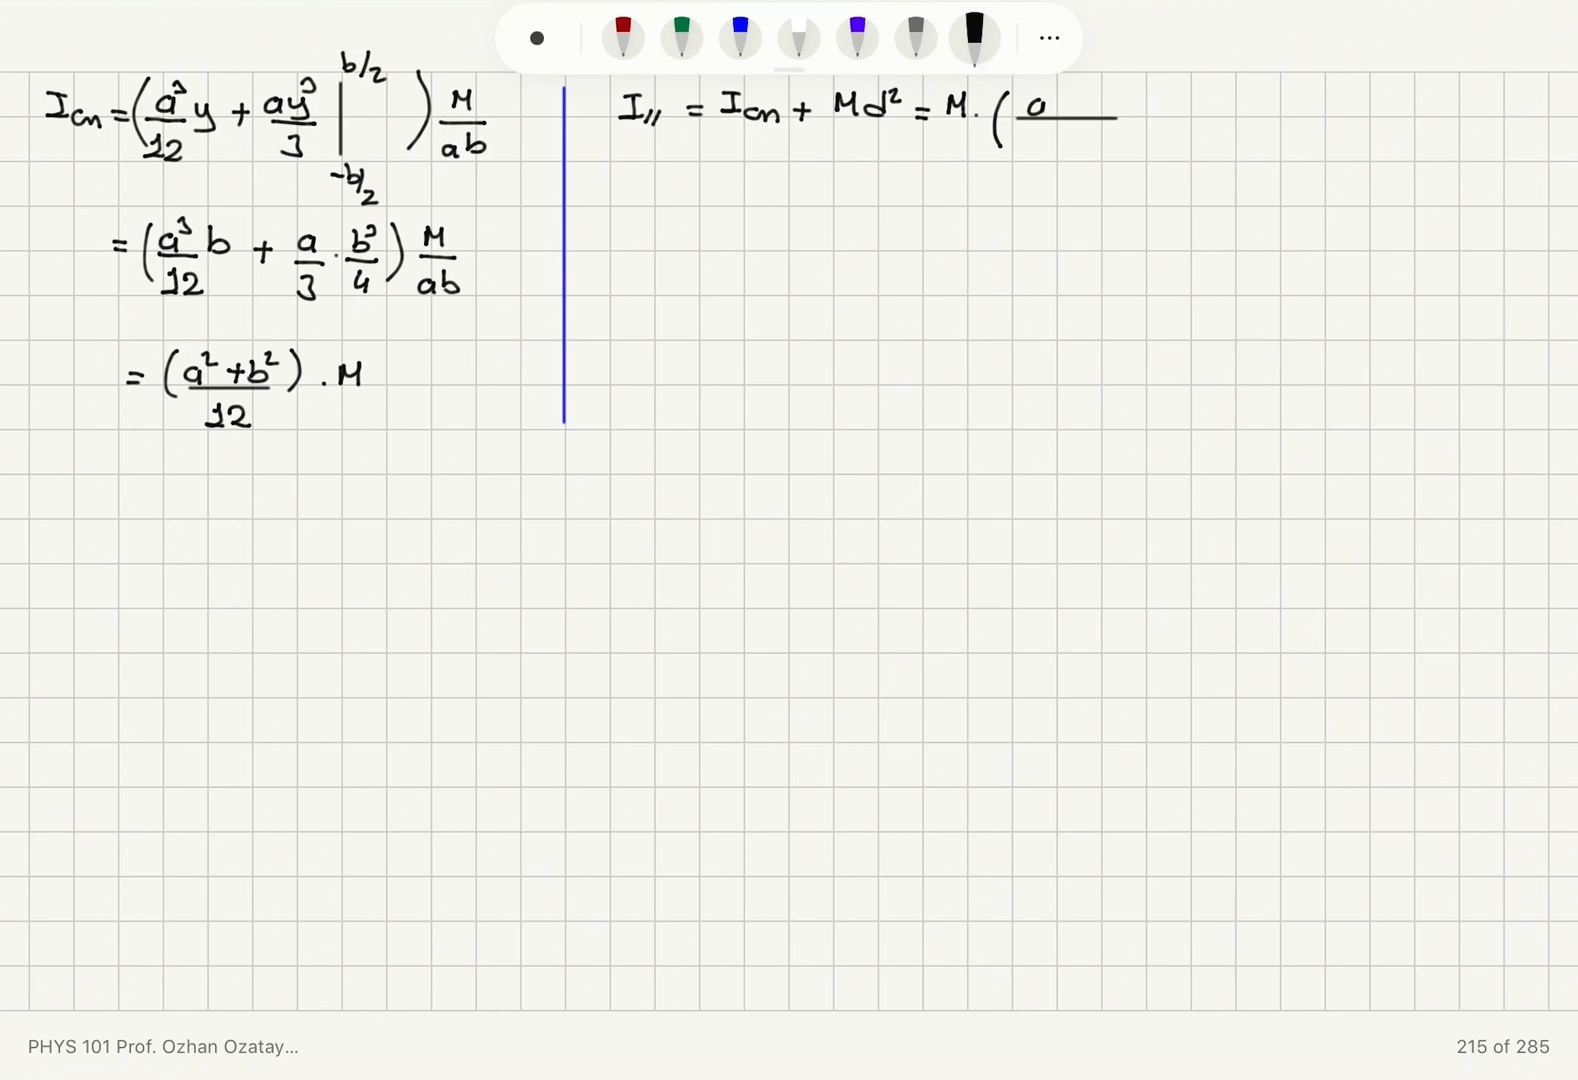 I_cm = (a³/12 y + ay³/3 |_{-b/2}^{b/2}) M/ab
= (a³/12 b + a/3 · b³/4) M/ab
= (a² + b²/12) . M
I_// = I_cm + Md² = M. (a
PHYS 101 Prof. Ozhan Ozatay...
215 of 285